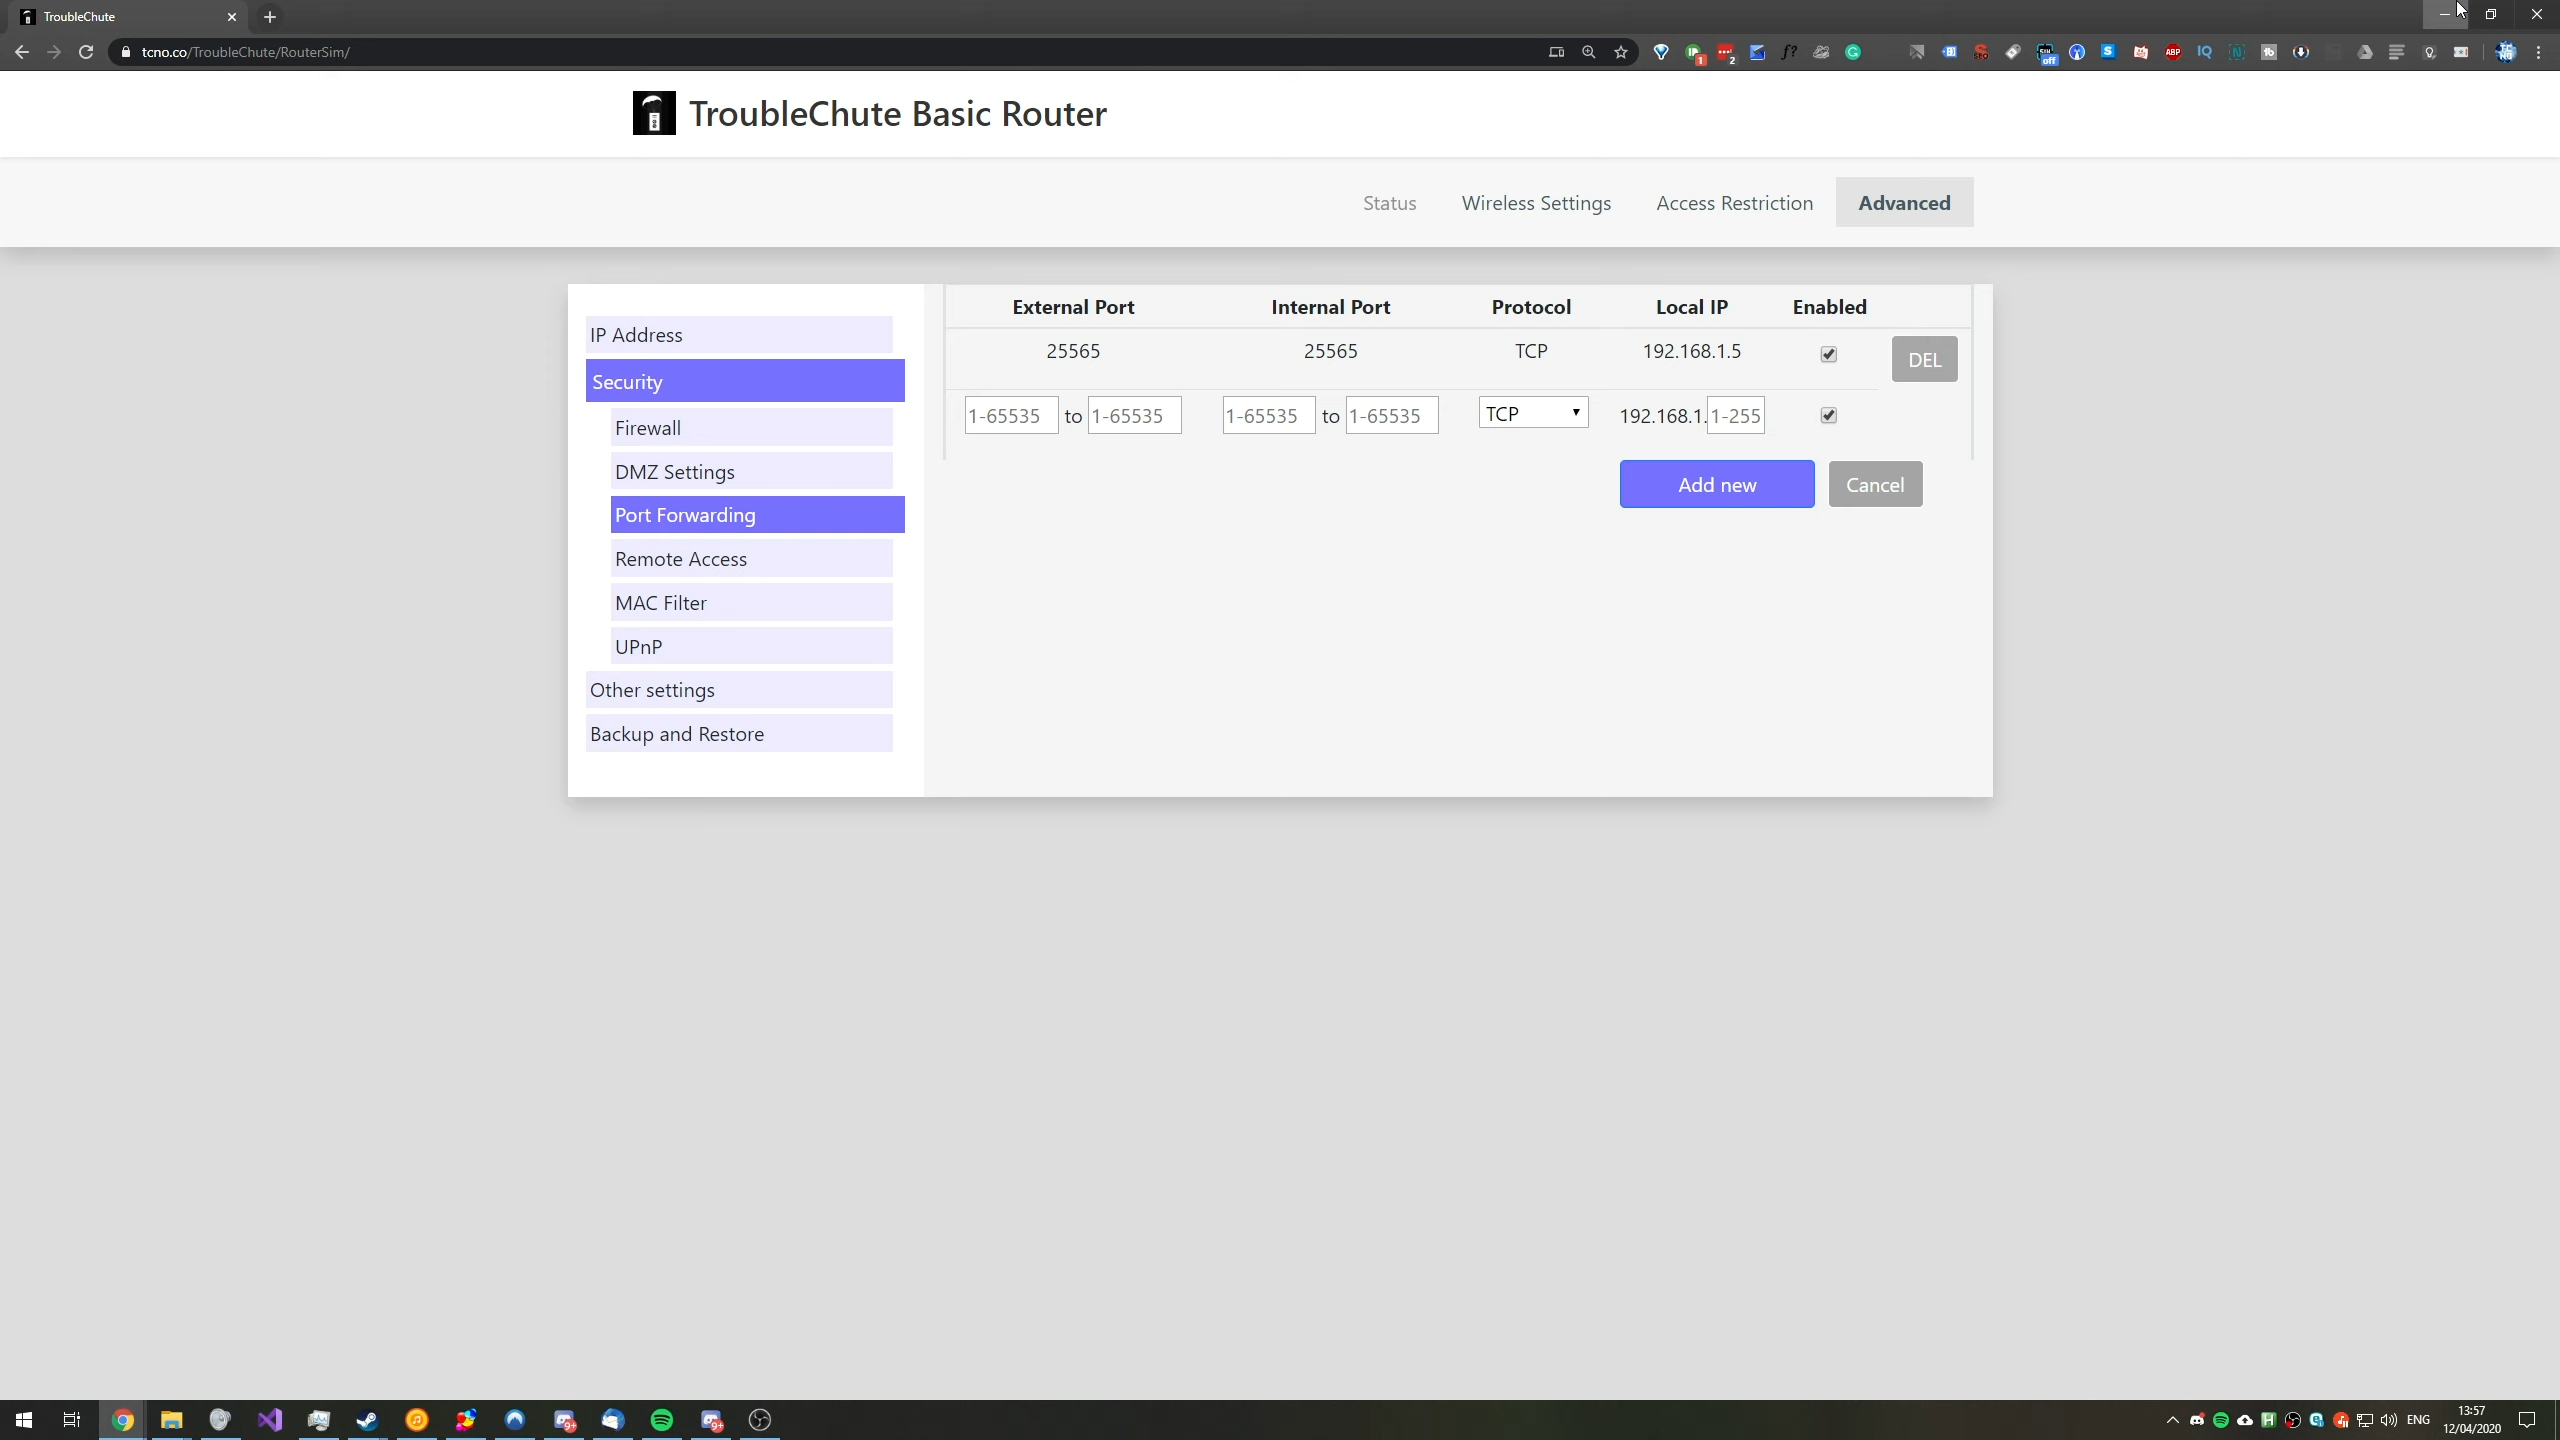 TroubleChute
tcno.co/TroubleChute/RouterSim/
TroubleChute Basic Router
Status Wireless Settings Access Restriction Advanced
IP Address
Security
Firewall
DMZ Settings
Port Forwarding
Remote Access
MAC Filter
UPnP
Other settings
Backup and Restore
External Port Internal Port Protocol Local IP Enabled
25565 25565 TCP 192.168.1.5 DEL
1-65535 to 1-65535 1-65535 to 1-65535 TCP 192.168.1. 1-255
Add new Cancel
ENG
13:57
12/04/2020